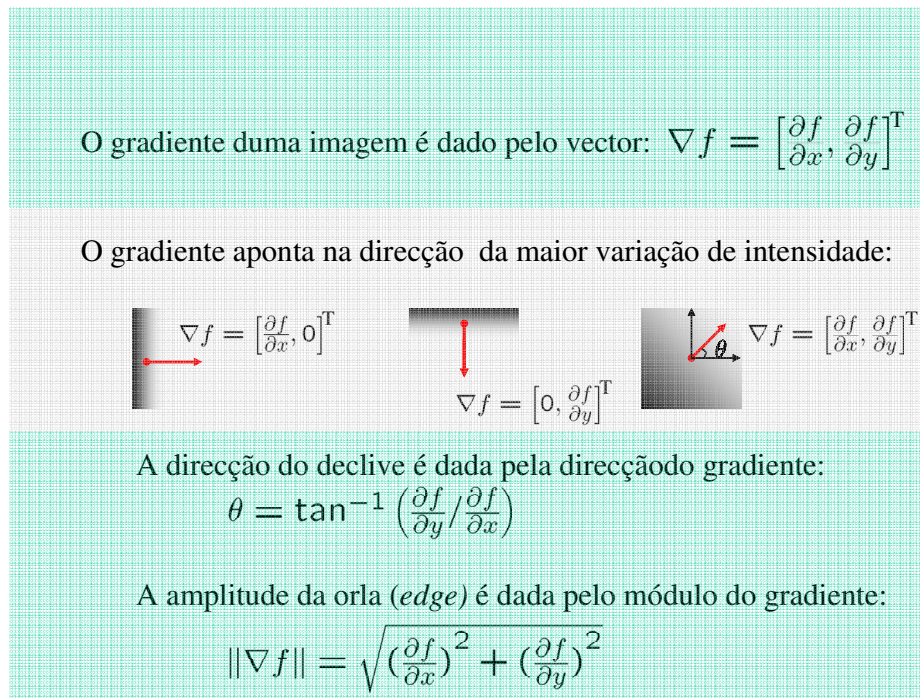 O gradiente duma imagem é dado pelo vector: ∇f = [∂f/∂x, ∂f/∂y]ᵀ
O gradiente aponta na direcção da maior variação de intensidade:
∇f = [∂f/∂x, 0]ᵀ
∇f = [0, ∂f/∂y]ᵀ
θ
∇f = [∂f/∂x, ∂f/∂y]ᵀ
A direcção do declive é dada pela direcçãodo gradiente:
θ = tan⁻¹ (∂f/∂y / ∂f/∂x)
A amplitude da orla (edge) é dada pelo módulo do gradiente:
‖∇f‖ = √((∂f/∂x)² + (∂f/∂y)²)